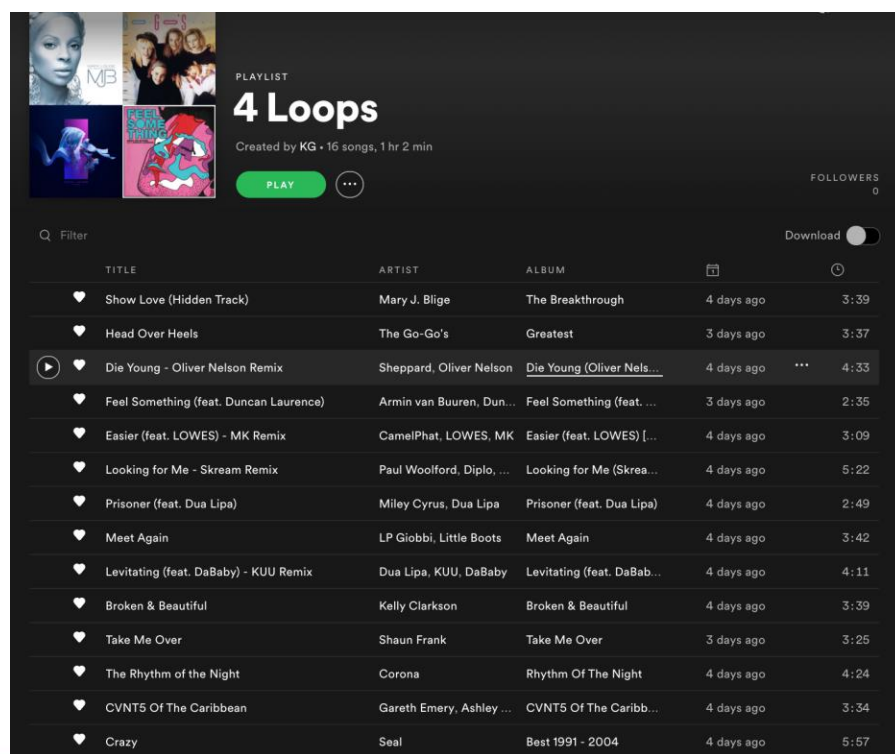 MJB
G-G'S
FEEL
SOME
THING
PLAYLIST
4 Loops
Created by KG • 16 songs, 1 hr 2 min
PLAY
FOLLOWERS
0
Filter Download
TITLE ARTIST ALBUM
Show Love (Hidden Track) Mary J. Blige The Breakthrough 4 days ago 3:39
Head Over Heels The Go-Go's Greatest 3 days ago 3:37
Die Young - Oliver Nelson Remix Sheppard, Oliver Nelson Die Young (Oliver Nels... 4 days ago ••• 4:33
Feel Something (feat. Duncan Laurence) Armin van Buuren, Dun... Feel Something (feat. ... 3 days ago 2:35
Easier (feat. LOWES) - MK Remix CamelPhat, LOWES, MK Easier (feat. LOWES) [... 4 days ago 3:09
Looking for Me - Skream Remix Paul Woolford, Diplo, ... Looking for Me (Skrea... 4 days ago 5:22
Prisoner (feat. Dua Lipa) Miley Cyrus, Dua Lipa Prisoner (feat. Dua Lipa) 4 days ago 2:49
Meet Again LP Giobbi, Little Boots Meet Again 4 days ago 3:42
Levitating (feat. DaBaby) - KUU Remix Dua Lipa, KUU, DaBaby Levitating (feat. DaBab... 4 days ago 4:11
Broken & Beautiful Kelly Clarkson Broken & Beautiful 4 days ago 3:39
Take Me Over Shaun Frank Take Me Over 3 days ago 3:25
The Rhythm of the Night Corona Rhythm Of The Night 4 days ago 4:24
CVNT5 Of The Caribbean Gareth Emery, Ashley ... CVNT5 Of The Caribb... 4 days ago 3:34
Crazy Seal Best 1991 - 2004 4 days ago 5:57